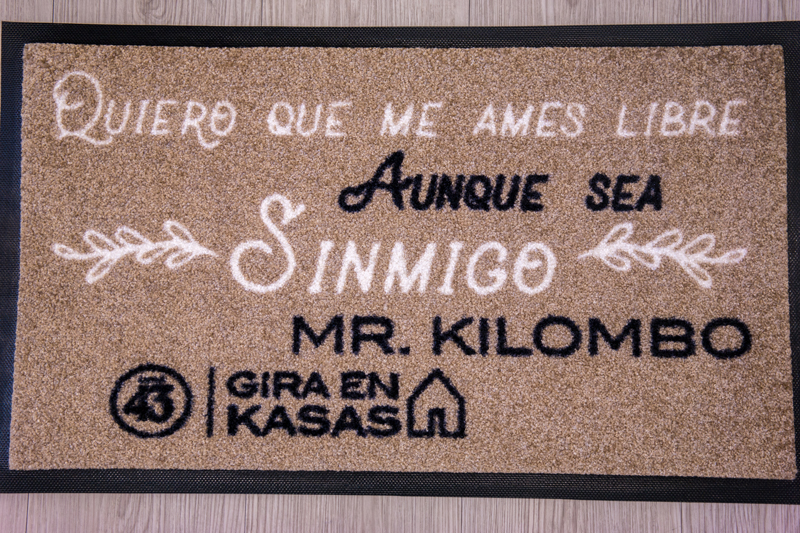 QUIERO QUE ME AMES LIBRE
AUNQUE SEA
SINMIGO
MR. KILOMBO
43
GIRA EN
KASAS